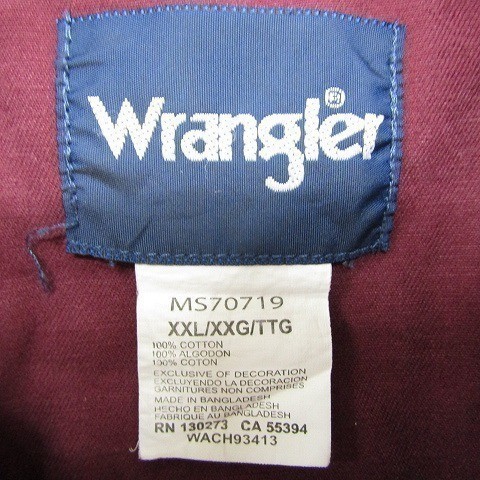 Wrangler®
MS70719
XXL/XXG/TTG
100% COTTON
100% ALGODON
100% COTON
EXCLUSIVE OF DECORATION
EXCLUYENDO LA DECORACION
GARNITURES NON COMPRISES
MADE IN BANGLADESH
HECHO EN BANGLADESH
FABRIQUE AU BANGLADESH
RN 130273 CA 55394
WACH93413